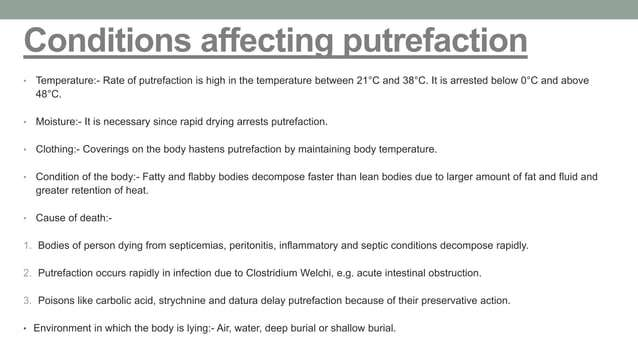 Conditions affecting putrefaction
• Temperature:- Rate of putrefaction is high in the temperature between 21°C and 38°C. It is arrested below 0°C and above
48°C.
• Moisture:- It is necessary since rapid drying arrests putrefaction.
• Clothing:- Coverings on the body hastens putrefaction by maintaining body temperature.
• Condition of the body:- Fatty and flabby bodies decompose faster than lean bodies due to larger amount of fat and fluid and
greater retention of heat.
• Cause of death:-
1. Bodies of person dying from septicemias, peritonitis, inflammatory and septic conditions decompose rapidly.
2. Putrefaction occurs rapidly in infection due to Clostridium Welchi, e.g. acute intestinal obstruction.
3. Poisons like carbolic acid, strychnine and datura delay putrefaction because of their preservative action.
• Environment in which the body is lying:- Air, water, deep burial or shallow burial.